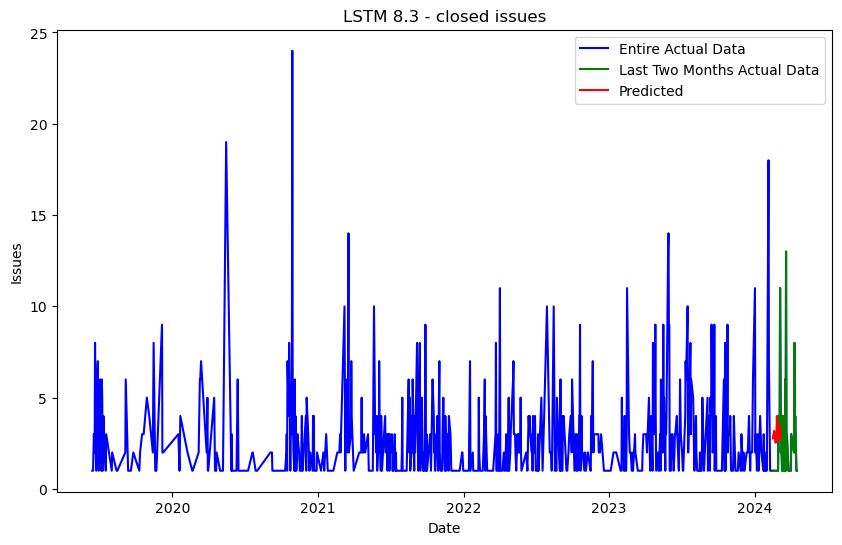 LSTM 8.3 - closed issues
Entire Actual Data
Last Two Months Actual Data
Predicted
Issues
25
20
15
10
5
0
2020 2021 2022 2023 2024
Date